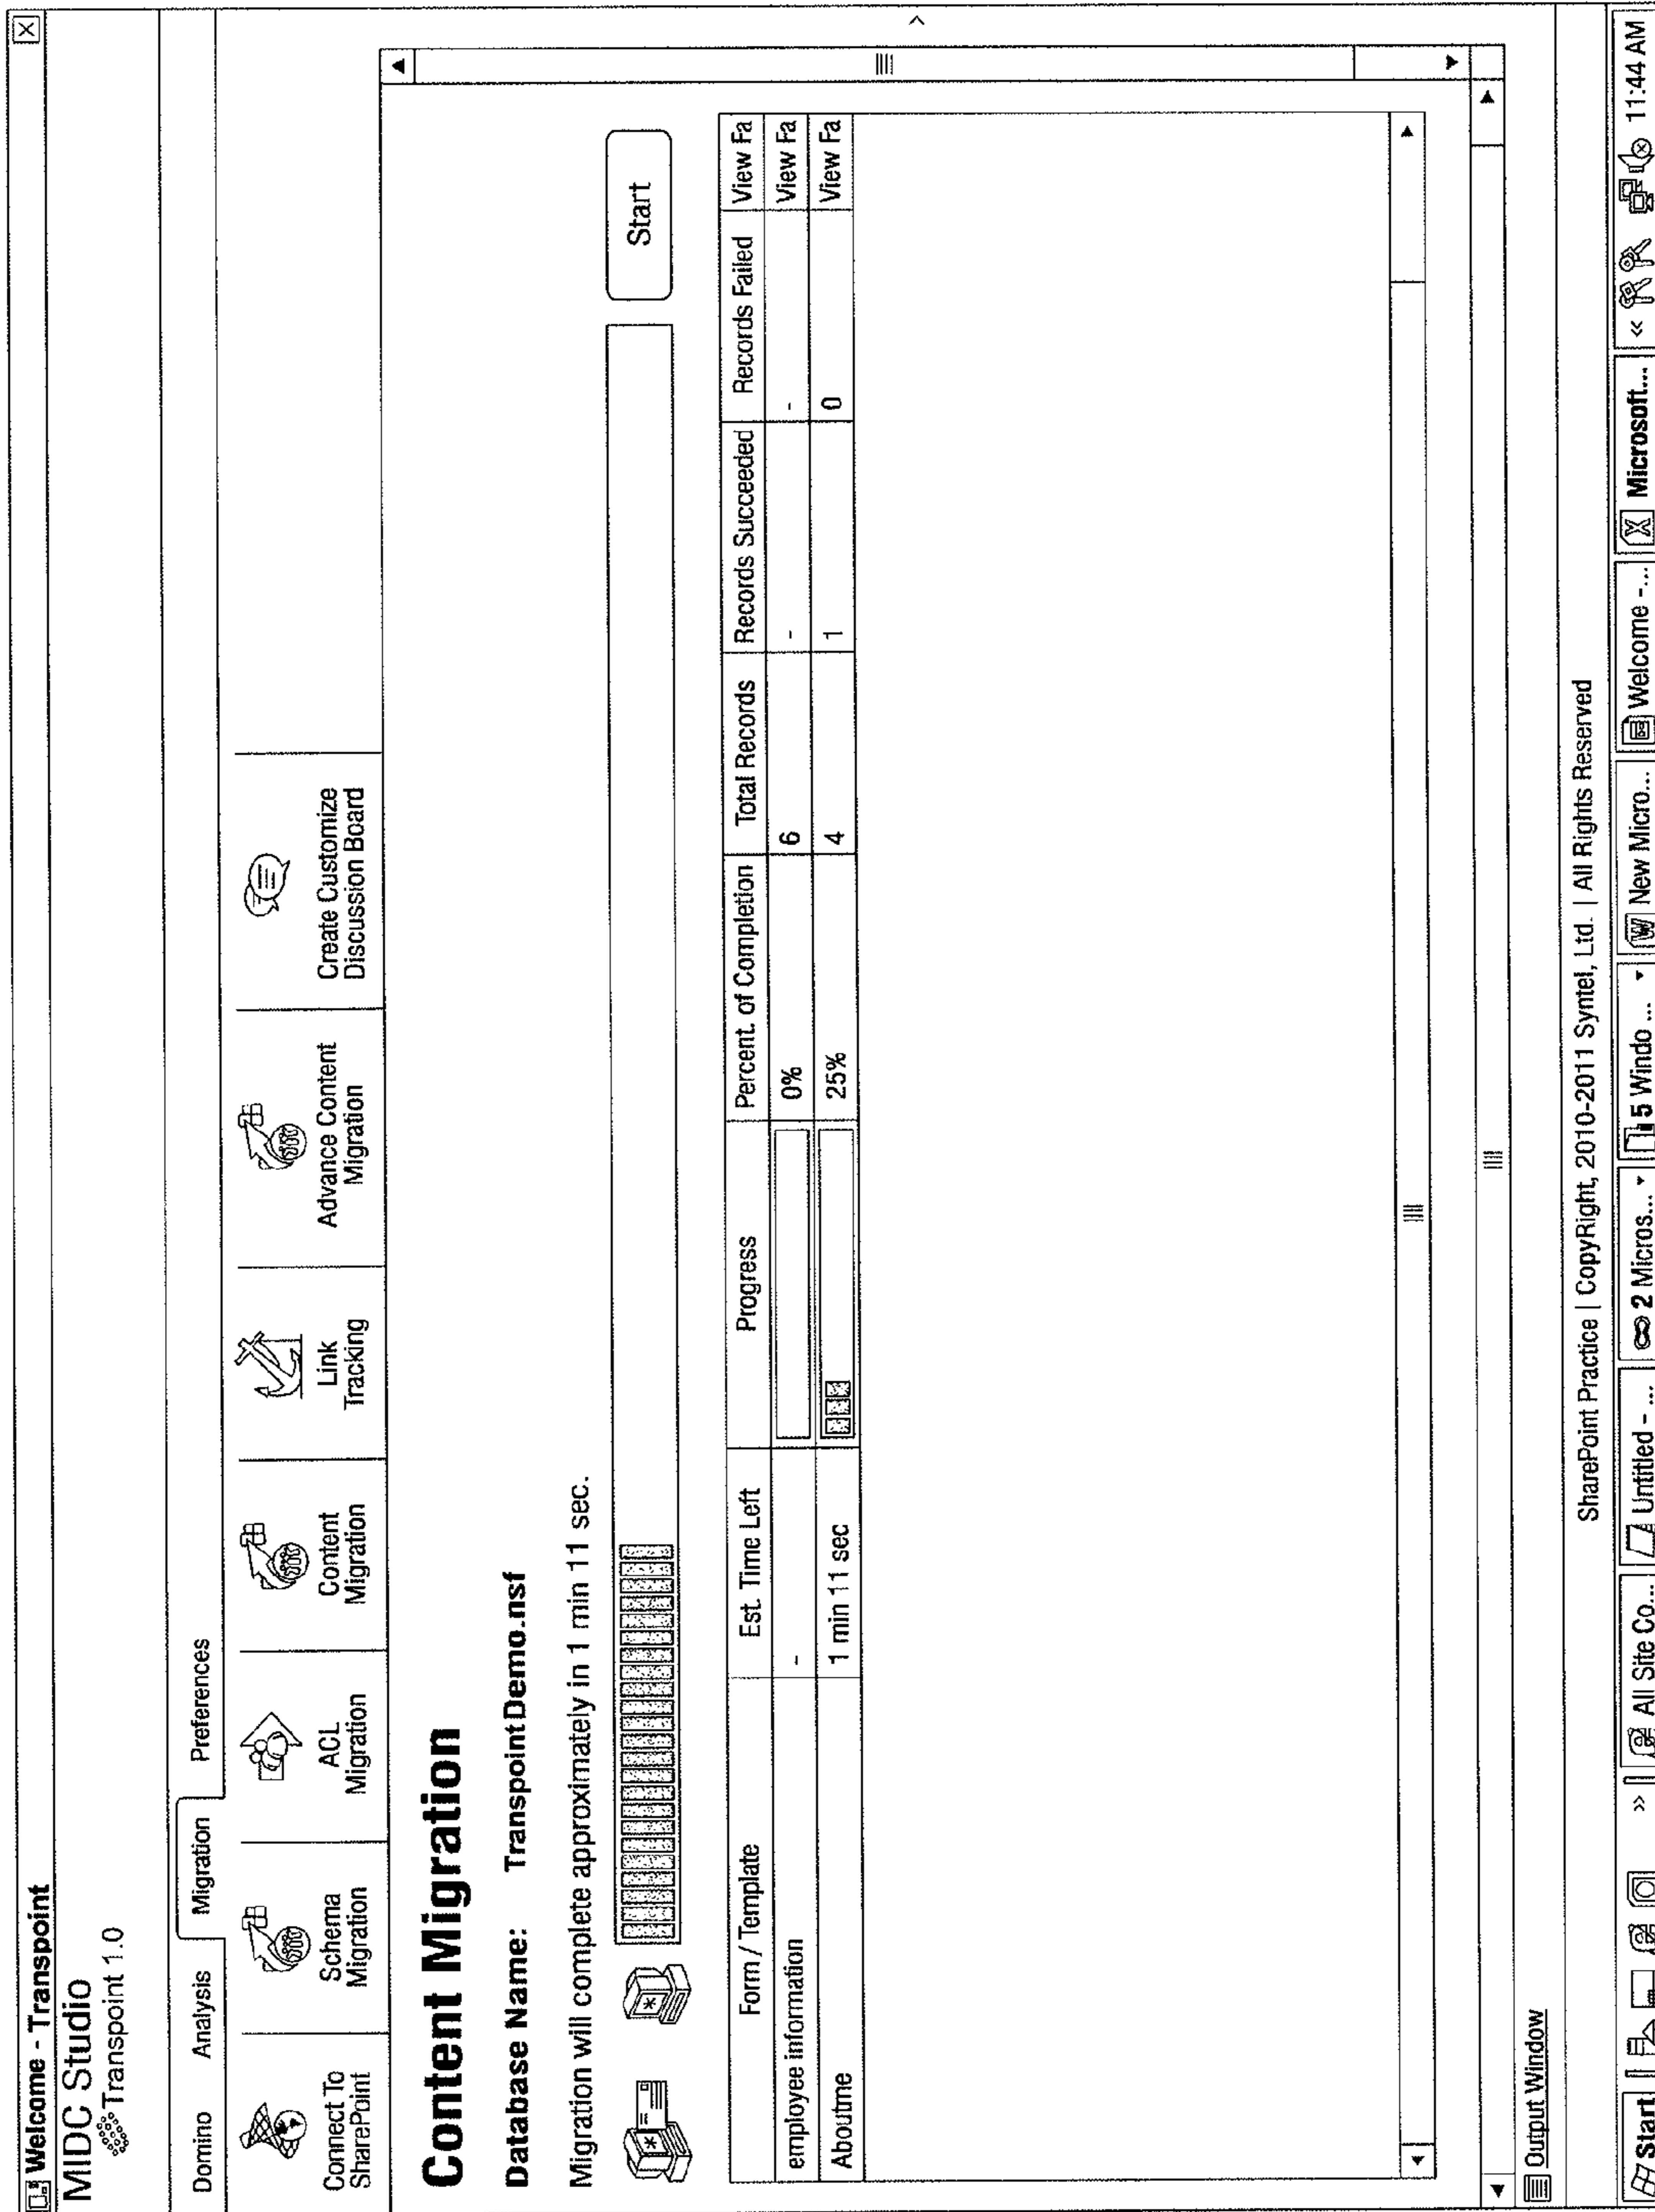 Welcome - Transpoint
MIDC Studio
Transpoint 1.0
Domino Analysis Migration Preferences
Connect To SharePoint
Schema Migration
ACL Migration
Content Migration
Link Tracking
Advance Content Migration
Create Customize Discussion Board
Content Migration
Database Name: TranspointDemo.nsf
Migration will complete approximately in 1 min 11 sec.
Start
Form / Template Est. Time Left Progress Percent. of Completion Total Records Records Succeeded Records Failed View Fa
employee information - 0% 6 - - View Fa
Aboutme 1 min 11 sec 25% 4 1 0 View Fa
Output Window
SharePoint Practice | CopyRight, 2010-2011 Syntel, Ltd. | All Rights Reserved
Start » All Site Co... Untitled - ... 2 Micros... 5 Windo ... New Micro... Welcome -... Microsoft... « 11:44 AM